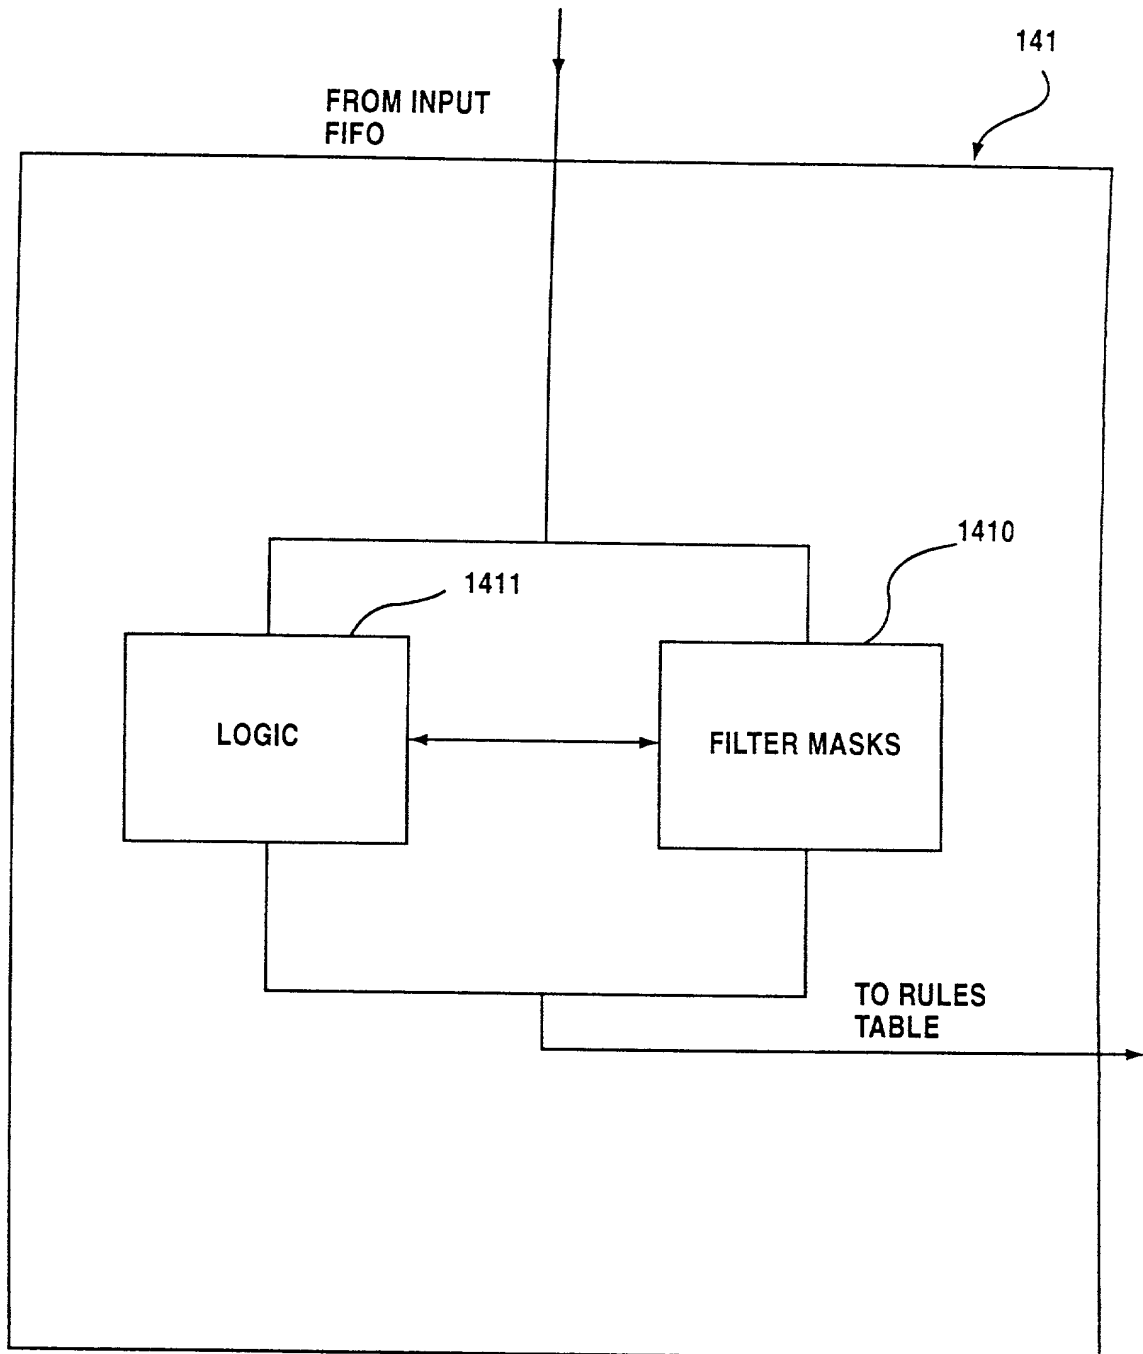 141
FROM INPUT
FIFO
1410
1411
LOGIC
FILTER MASKS
TO RULES
TABLE